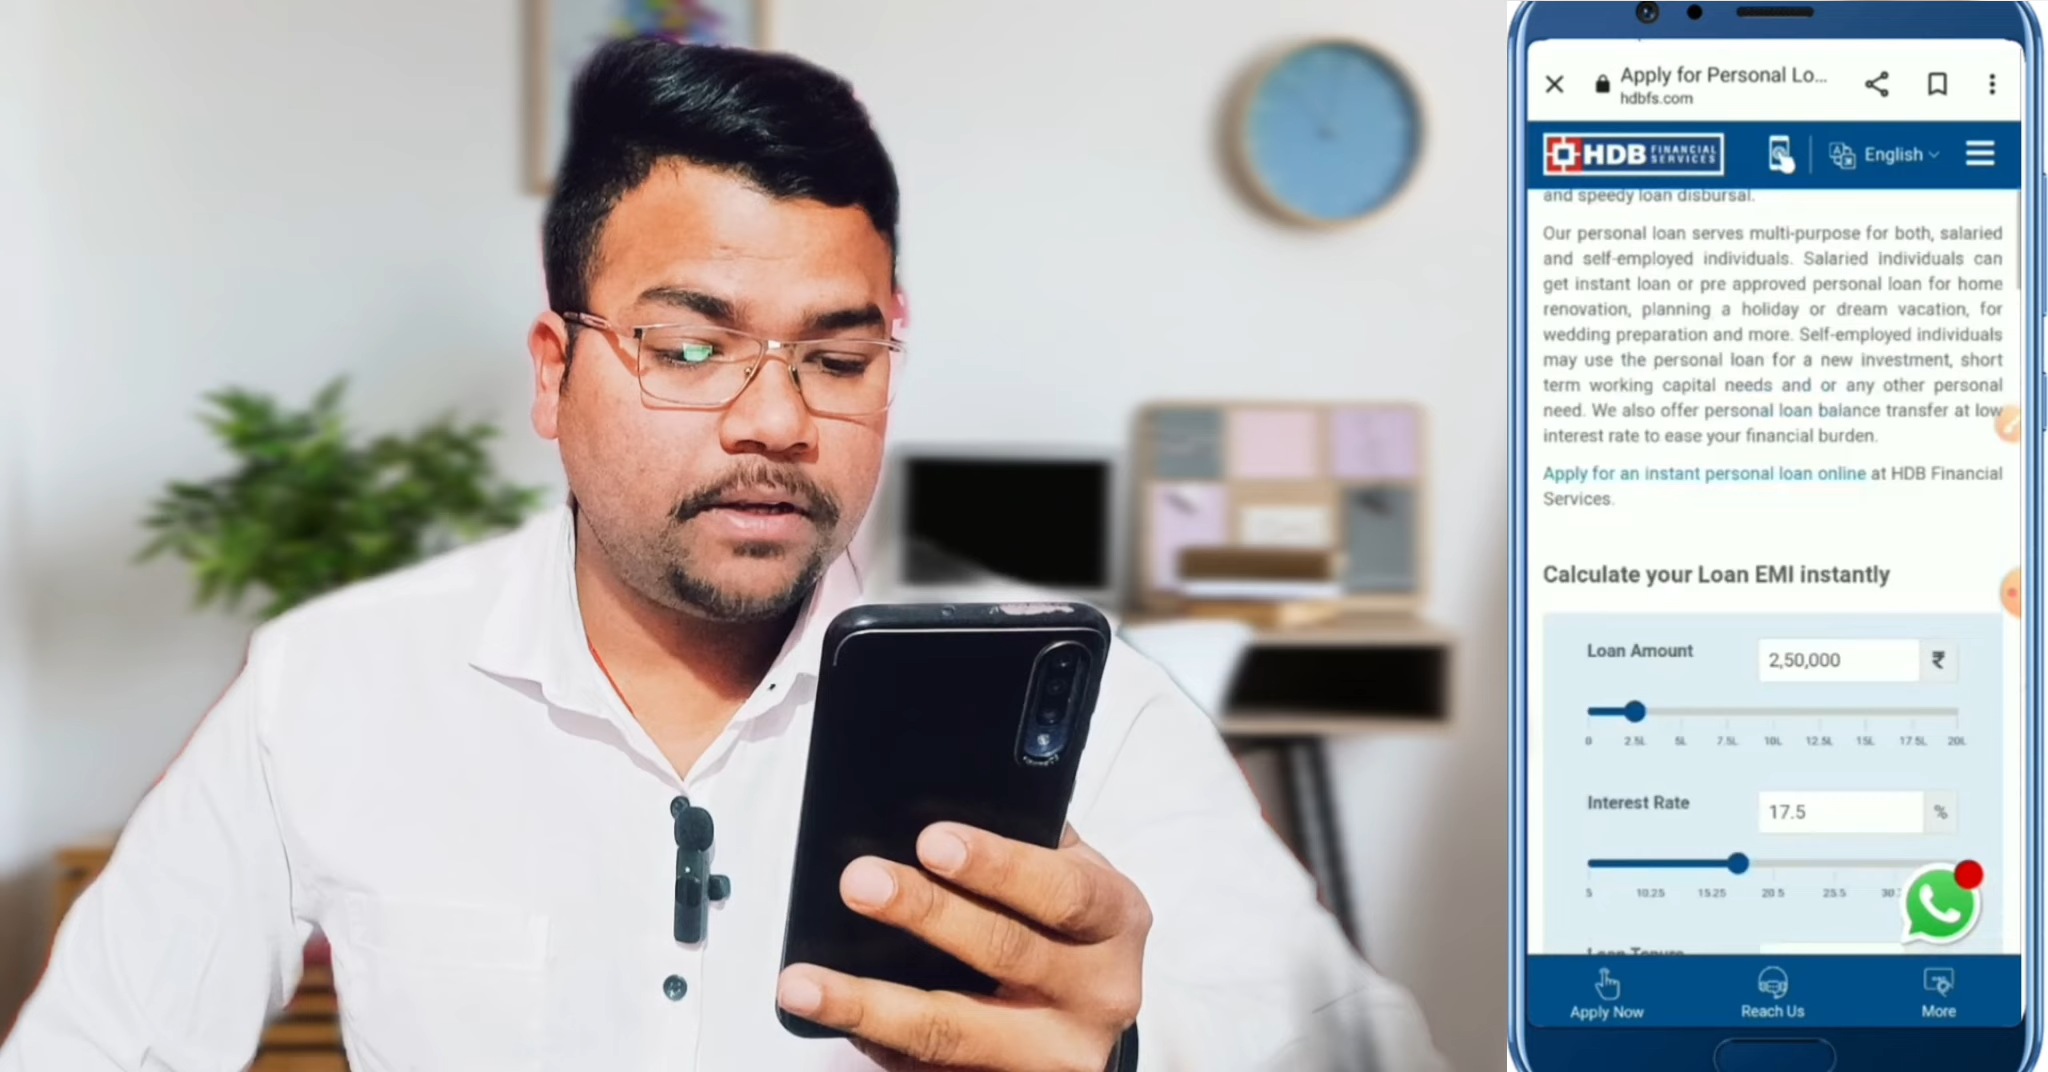 Apply for Personal Lo...
hdbfs.com
HDB FINANCIAL SERVICES
English
and speedy loan disbursal.
Our personal loan serves multi-purpose for both, salaried
and self-employed individuals. Salaried individuals can
get instant loan or pre approved personal loan for home
renovation, planning a holiday or dream vacation, for
wedding preparation and more. Self-employed individuals
may use the personal loan for a new investment, short
term working capital needs and or any other personal
need. We also offer personal loan balance transfer at low
interest rate to ease your financial burden.
Apply for an instant personal loan online at HDB Financial
Services.
Calculate your Loan EMI instantly
Loan Amount 2,50,000 ₹
0 2.5L 5L 7.5L 10L 12.5L 15L 17.5L 20L
Interest Rate 17.5 %
5 10.25 15.25 20.5 25.5
Loan Tenure
Apply Now Reach Us More